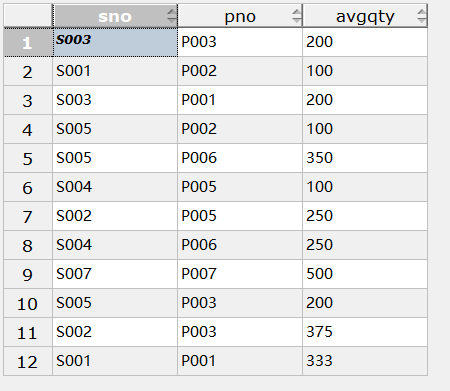 sno pno avgqty
1 S003 P003 200
2 S001 P002 100
3 S003 P001 200
4 S005 P002 100
5 S005 P006 350
6 S004 P005 100
7 S002 P005 250
8 S004 P006 250
9 S007 P007 500
10 S005 P003 200
11 S002 P003 375
12 S001 P001 333